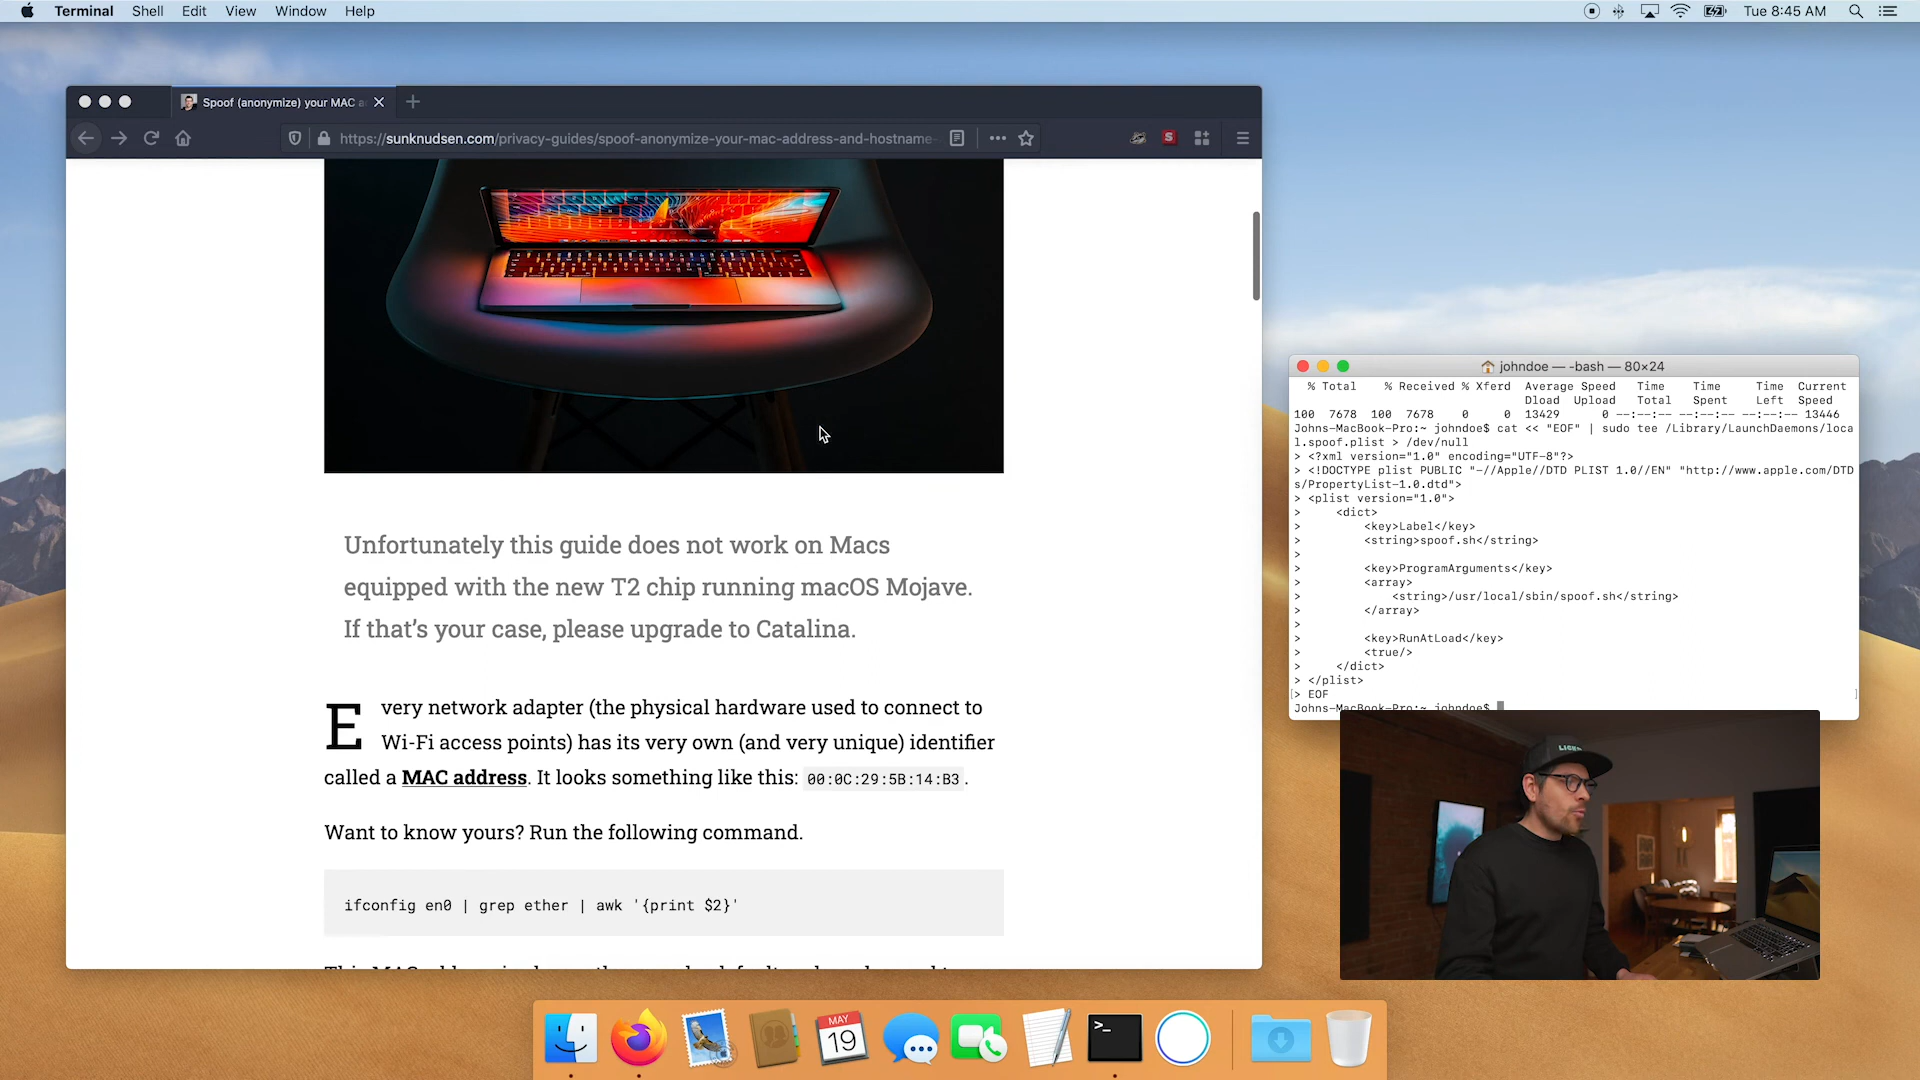 Terminal Shell Edit View Window Help
Tue 8:45 AM
Spoof (anonymize) your MAC a
https://sunknudsen.com/privacy-guides/spoof-anonymize-your-mac-address-and-hostname-
Unfortunately this guide does not work on Macs
equipped with the new T2 chip running macOS Mojave.
If that's your case, please upgrade to Catalina.
Every network adapter (the physical hardware used to connect to
Wi-Fi access points) has its very own (and very unique) identifier
called a MAC address. It looks something like this: 00:0C:29:5B:14:B3.
Want to know yours? Run the following command.
ifconfig en0 | grep ether | awk '{print $2}'
johndoe — -bash — 80×24
% Total % Received % Xferd Average Speed Time Time Time Current
Dload Upload Total Spent Left Speed
100 7678 100 7678 0 0 13429 0 --:--:-- --:--:-- --:--:-- 13446
Johns-MacBook-Pro:~ johndoe$ cat << "EOF" | sudo tee /Library/LaunchDaemons/loca
l.spoof.plist > /dev/null
> <?xml version="1.0" encoding="UTF-8"?>
> <!DOCTYPE plist PUBLIC "-//Apple//DTD PLIST 1.0//EN" "http://www.apple.com/DTD
s/PropertyList-1.0.dtd">
> <plist version="1.0">
> <dict>
> <key>Label</key>
> <string>spoof.sh</string>
>
> <key>ProgramArguments</key>
> <array>
> <string>/usr/local/sbin/spoof.sh</string>
> </array>
>
> <key>RunAtLoad</key>
> <true/>
> </dict>
> </plist>
[> EOF ]
Johns-MacBook-Pro:~ johndoe$
MAY
19